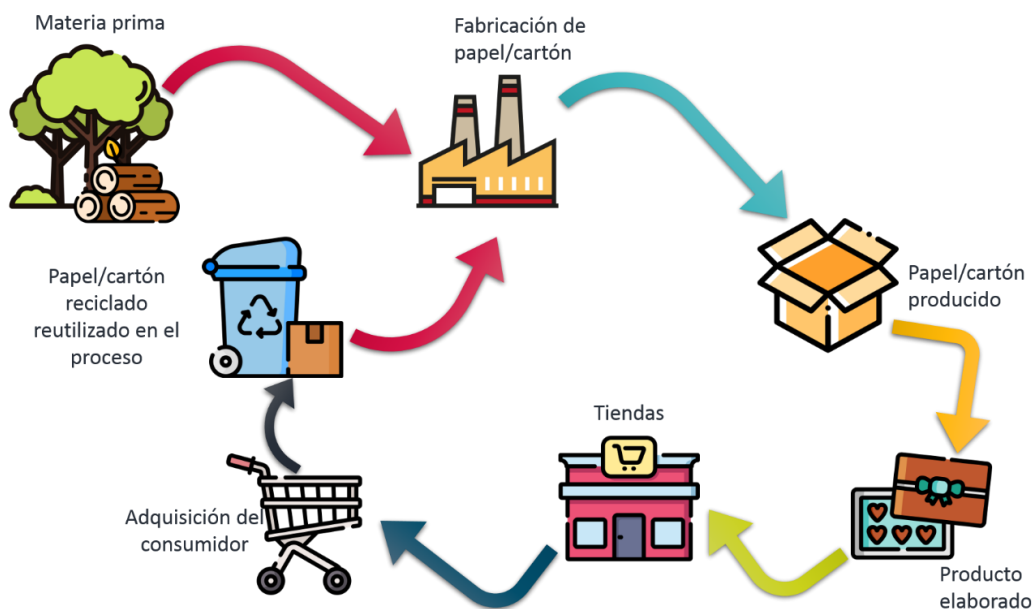 Materia prima
Fabricación de
papel/cartón
Papel/cartón
producido
Producto
elaborado
Tiendas
Adquisición del
consumidor
Papel/cartón
reciclado
reutilizado en el
proceso